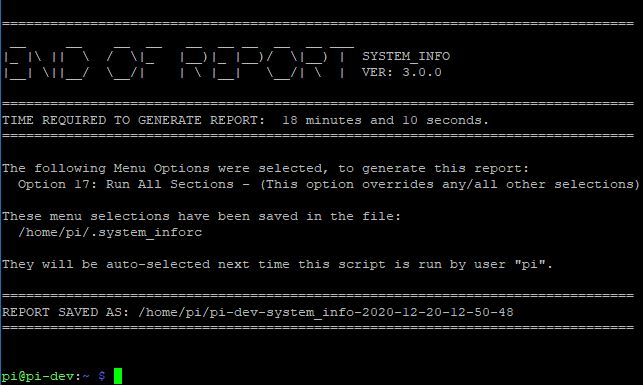 ================================================================================
END OF REPORT SYSTEM_INFO
VER: 3.0.0
================================================================================
TIME REQUIRED TO GENERATE REPORT:  18 minutes and 10 seconds.
================================================================================
The following Menu Options were selected, to generate this report:
  Option 17: Run All Sections - (This option overrides any/all other selections)
These menu selections have been saved in the file:
  /home/pi/.system_inforc
They will be auto-selected next time this script is run by user "pi".
================================================================================
REPORT SAVED AS: /home/pi/pi-dev-system_info-2020-12-20-12-50-48
================================================================================
pi@pi-dev:~ $